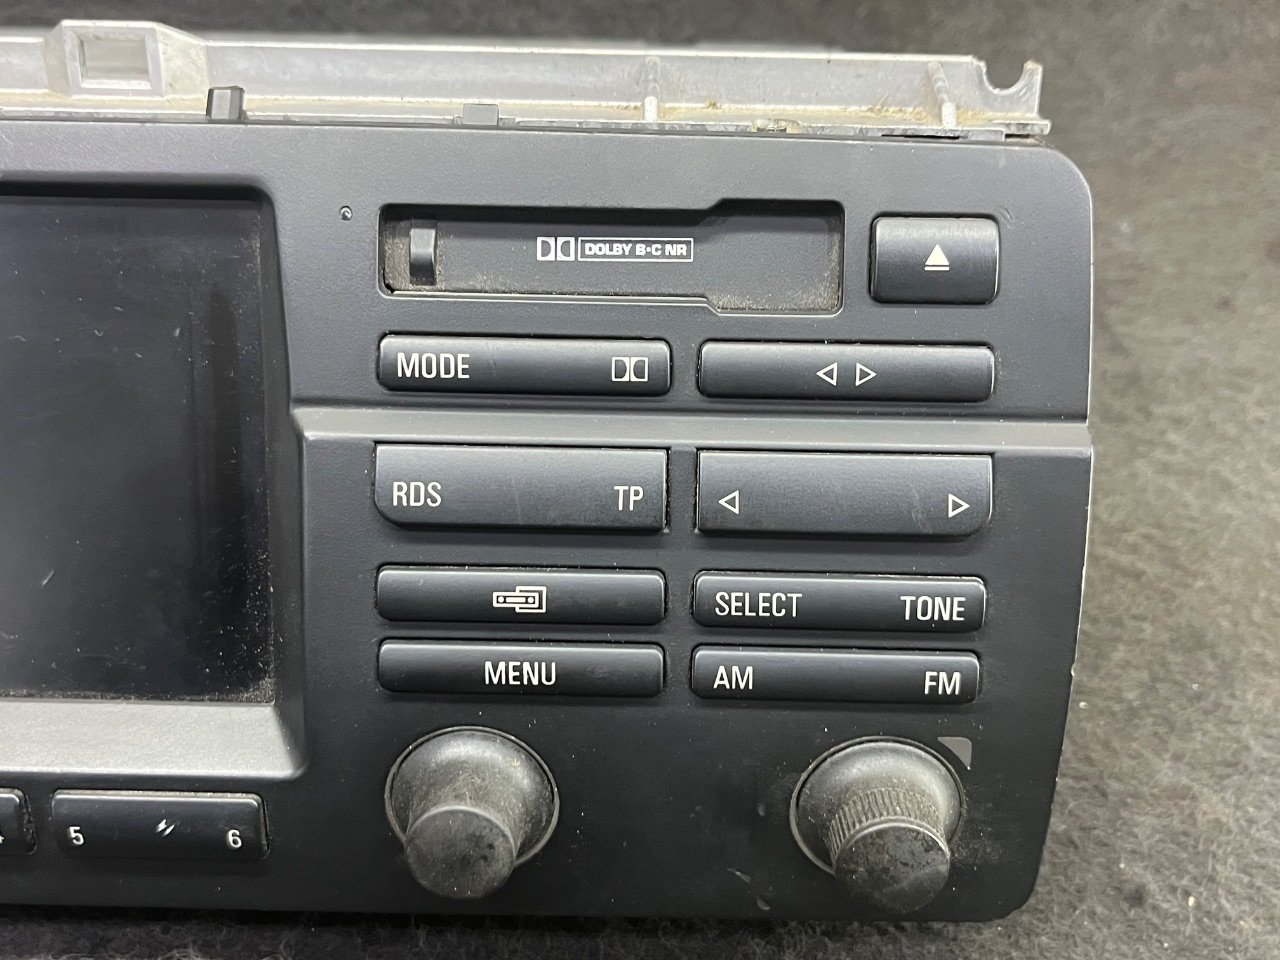 DOLBY B·C NR
MODE
RDS TP
SELECT TONE
MENU
AM FM
5 6